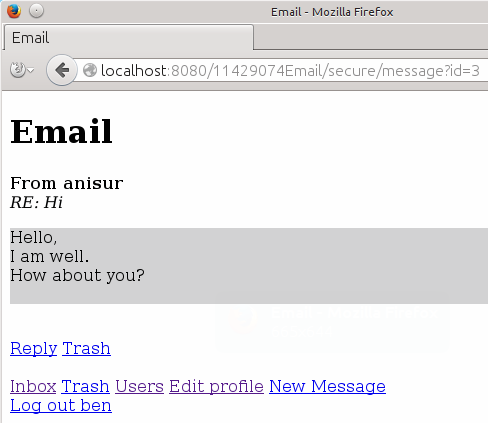 Email - Mozilla Firefox
Email
localhost:8080/11429074Email/secure/message?id=3
Email
From anisur
RE: Hi
Hello,
I am well.
How about you?
Reply Trash
Inbox Trash Users Edit profile New Message
Log out ben